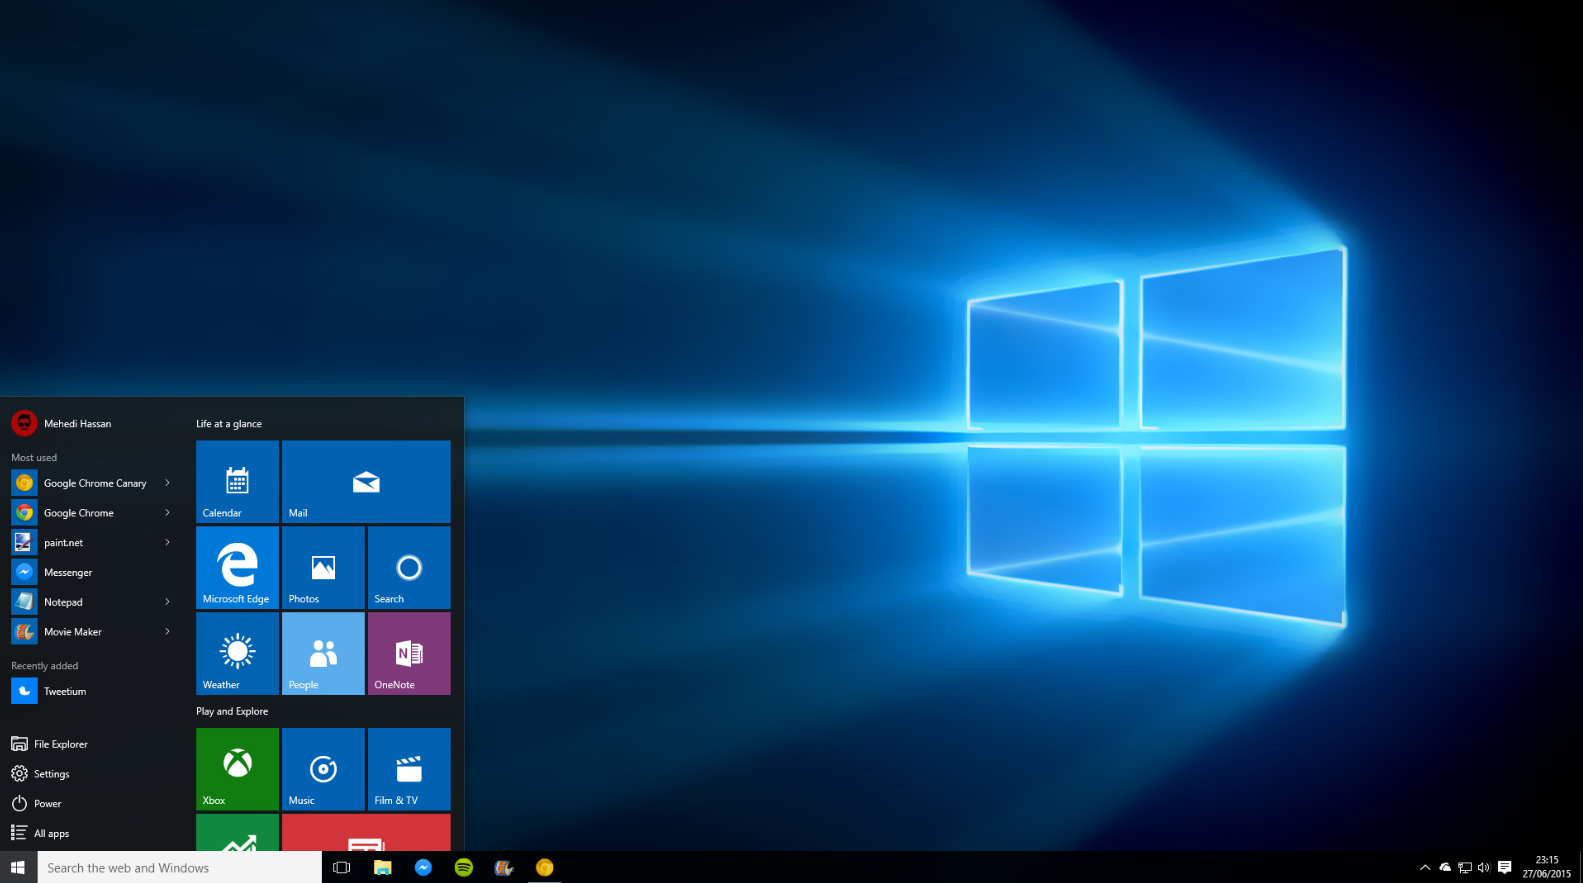 Mehedi Hassan
Most used
Google Chrome Canary
Google Chrome
paint.net
Messenger
Notepad
Movie Maker
Recently added
Tweetium
File Explorer
Settings
Power
All apps
Life at a glance
Calendar
Mail
Microsoft Edge
Photos
Search
Weather
People
N
OneNote
Play and Explore
Xbox
Music
Film & TV
Search the web and Windows
23:15
27/06/2015